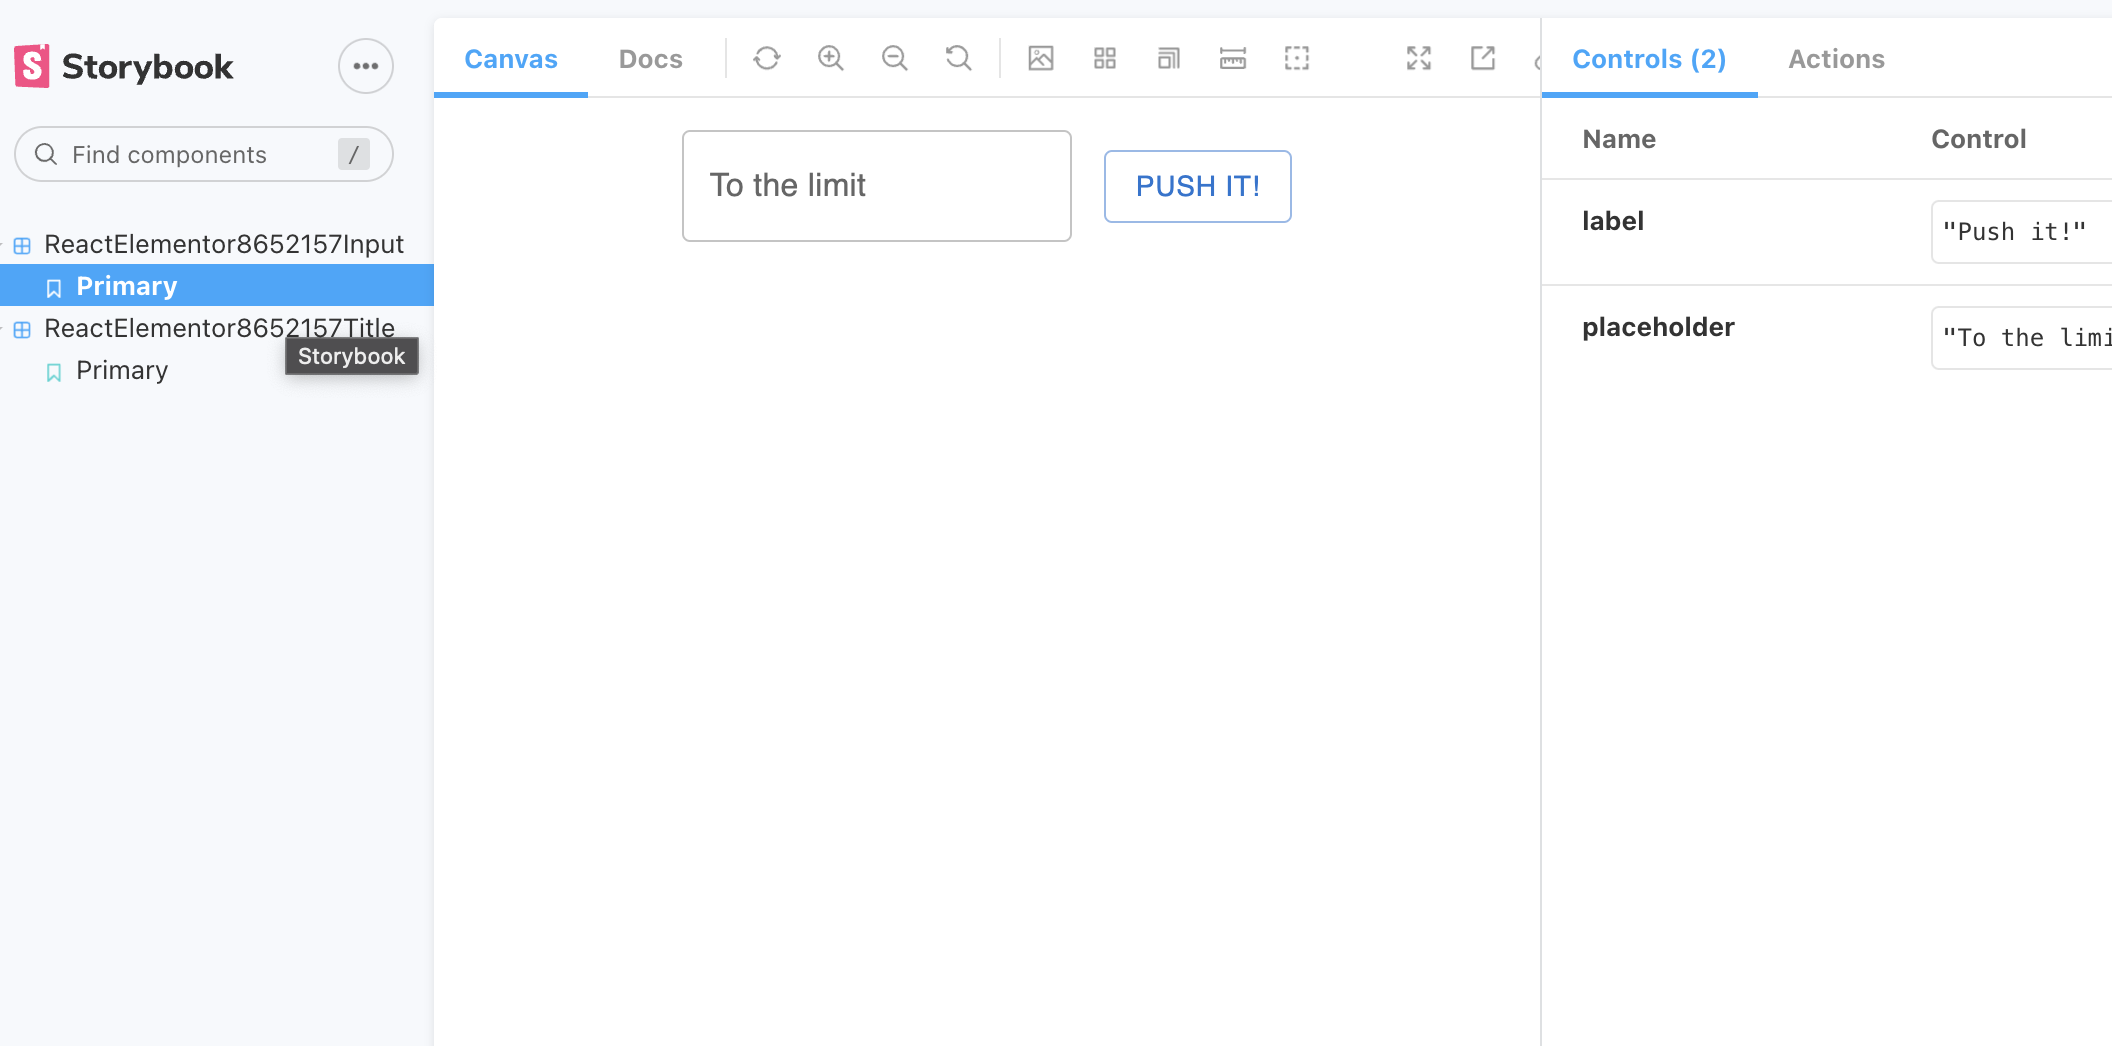 Storybook
Find components /
ReactElementor8652157Input
Primary
ReactElementor8652157Title
Storybook
Primary
Canvas Docs
To the limit
PUSH IT!
Controls (2) Actions
Name Control
label "Push it!"
placeholder "To the limi